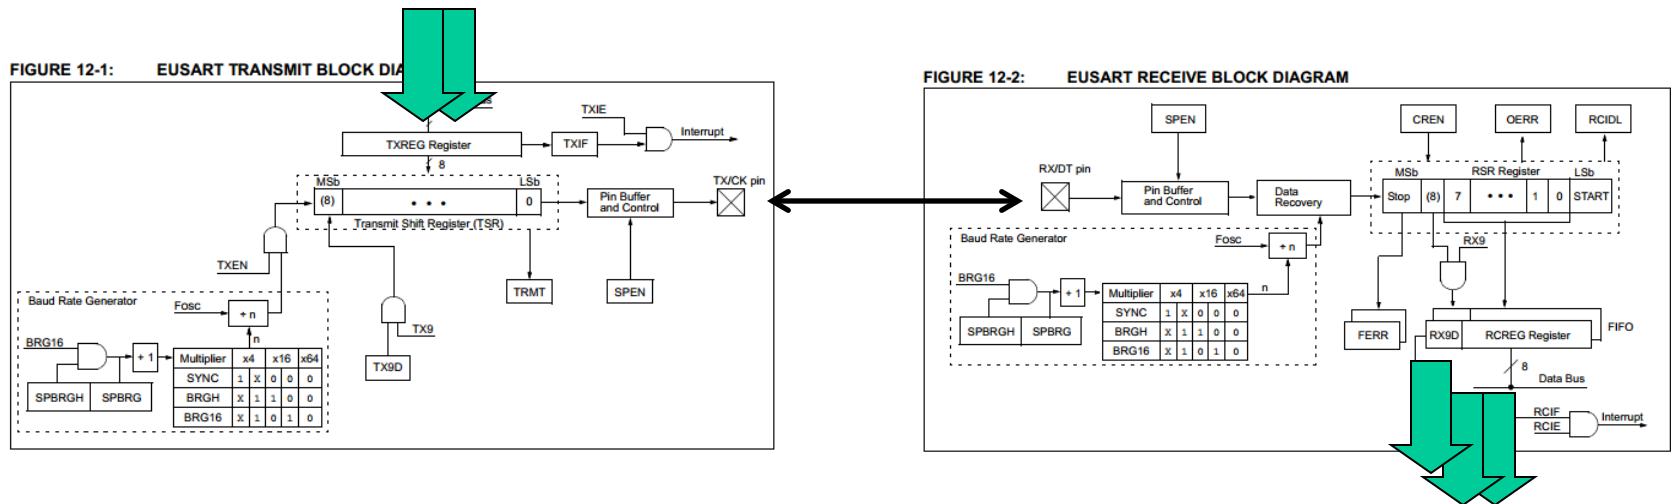 FIGURE 12-1: EUSART TRANSMIT BLOCK
TXIE
Interrupt
TXREG Register
TXIF
8
MSb
LSb
TX/CK pin
(8)
• • •
0
Pin Buffer
and Control
Transmit Shift Register (TSR)
TXEN
TRMT
SPEN
Baud Rate Generator
Fosc
÷ n
TX9
n
BRG16
+ 1
Multiplier x4 x16 x64
SYNC 1 X 0 0 0
BRGH X 1 1 0 0
BRG16 X 1 0 1 0
SPBRGH SPBRG
TX9D
FIGURE 12-2: EUSART RECEIVE BLOCK DIAGRAM
SPEN
CREN
OERR
RCIDL
RX/DT pin
MSb
RSR Register
LSb
Pin Buffer
and Control
Data
Recovery
Stop (8) 7 • • • 1 0 START
Baud Rate Generator
Fosc
÷ n
RX9
BRG16
+ 1
n
Multiplier x4 x16 x64
SYNC 1 X 0 0 0
BRGH X 1 1 0 0
BRG16 X 1 0 1 0
SPBRGH SPBRG
FERR
RX9D
RCREG Register
FIFO
8
Data Bus
RCIF
RCIE
Interrupt